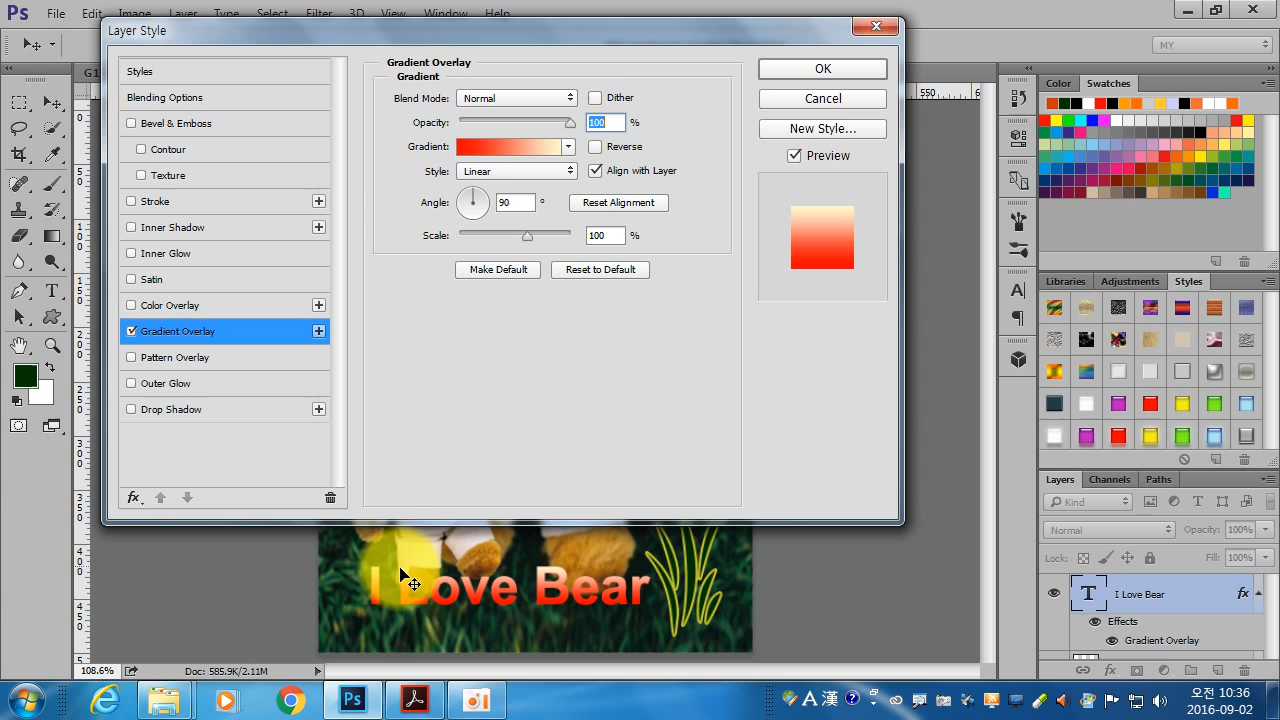 Ps File Edit Image Layer Type Select Filter 3D View Window Help
Layer Style
MY
G1
550
Styles
Blending Options
Bevel & Emboss
Contour
Texture
Stroke
Inner Shadow
Inner Glow
Satin
Color Overlay
Gradient Overlay
Pattern Overlay
Outer Glow
Drop Shadow
fx
Gradient Overlay
Gradient
Blend Mode: Normal Dither
Opacity: 100 %
Gradient: Reverse
Style: Linear Align with Layer
Angle: 90 ° Reset Alignment
Scale: 100 %
Make Default Reset to Default
OK
Cancel
New Style...
Preview
Color Swatches
Libraries Adjustments Styles
Layers Channels Paths
Kind
Normal Opacity: 100%
Lock: Fill: 100%
T I Love Bear fx
Effects
Gradient Overlay
I Love Bear
108.6% Doc: 585.9K/2.11M
A 漢
오전 10:36
2016-09-02